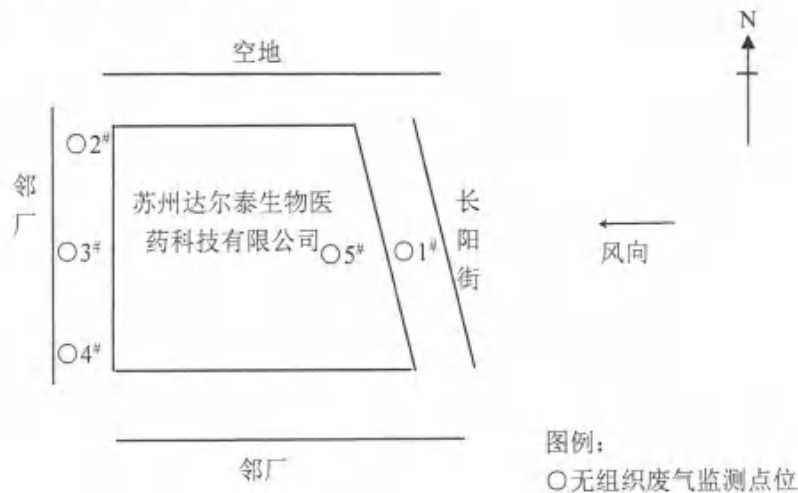 空地
N
○2#
邻厂
苏州达尔泰生物医
药科技有限公司
○5#
○3#
○1#
长阳街
风向
○4#
邻厂
图例：
○无组织废气监测点位